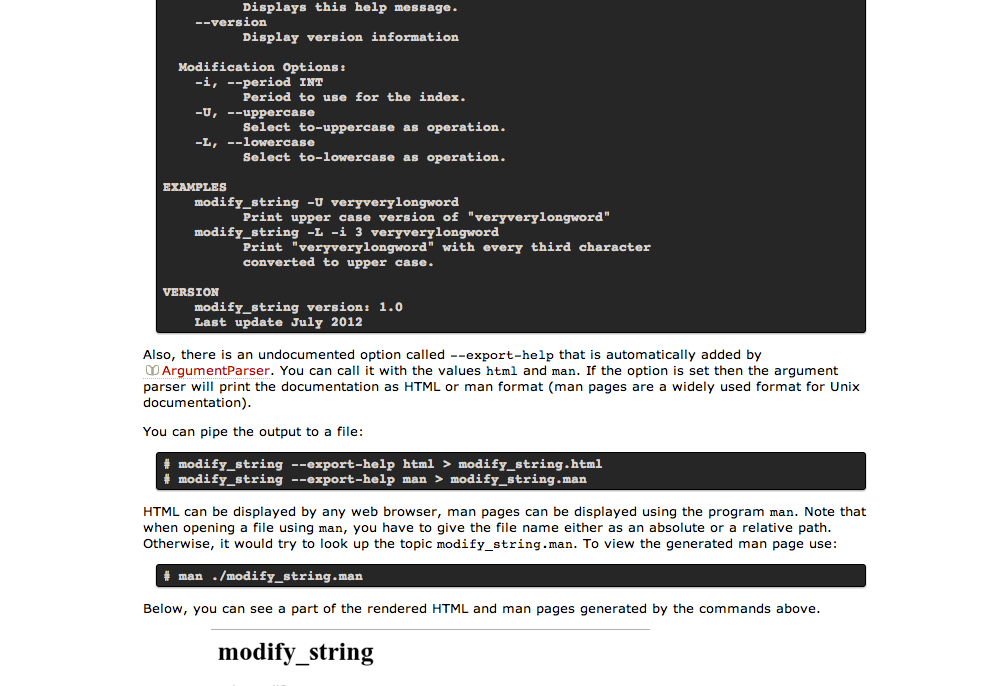 Displays this help message.
--version
Display version information
Modification Options:
-i, --period INT
Period to use for the index.
-U, --uppercase
Select to-uppercase as operation.
-L, --lowercase
Select to-lowercase as operation.
EXAMPLES
modify_string -U veryverylongword
Print upper case version of "veryverylongword"
modify_string -L -i 3 veryverylongword
Print "veryverylongword" with every third character
converted to upper case.
VERSION
modify_string version: 1.0
Last update July 2012
Also, there is an undocumented option called --export-help that is automatically added by
ArgumentParser. You can call it with the values html and man. If the option is set then the argument
parser will print the documentation as HTML or man format (man pages are a widely used format for Unix
documentation).
You can pipe the output to a file:
# modify_string --export-help html > modify_string.html
# modify_string --export-help man > modify_string.man
HTML can be displayed by any web browser, man pages can be displayed using the program man. Note that
when opening a file using man, you have to give the file name either as an absolute or a relative path.
Otherwise, it would try to look up the topic modify_string.man. To view the generated man page use:
# man ./modify_string.man
Below, you can see a part of the rendered HTML and man pages generated by the commands above.
modify_string